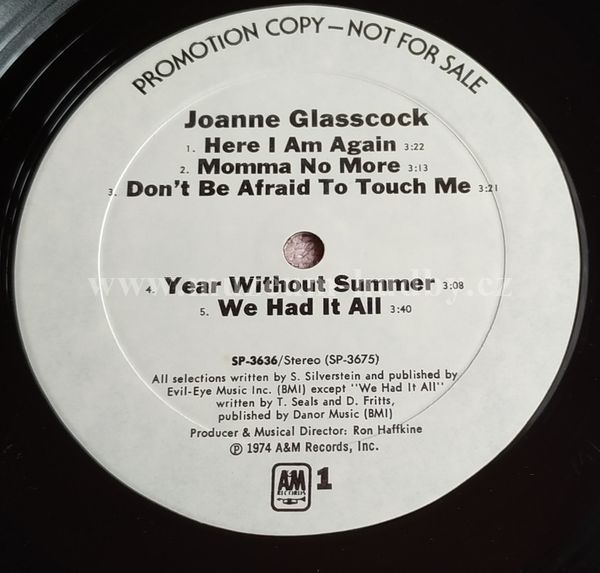 PROMOTION COPY—NOT FOR SALE
Joanne Glasscock
1. Here I Am Again 3:22
2. Momma No More 3:13
3. Don't Be Afraid To Touch Me 3:21
4. Year Without Summer 3:08
5. We Had It All 3:40
SP-3636/Stereo (SP-3675)
All selections written by S. Silverstein and published by
Evil-Eye Music Inc. (BMI) except "We Had It All"
written by T. Seals and D. Fritts,
published by Danor Music (BMI)
Producer & Musical Director: Ron Haffkine
℗ 1974 A&M Records, Inc.
A&M RECORDS 1